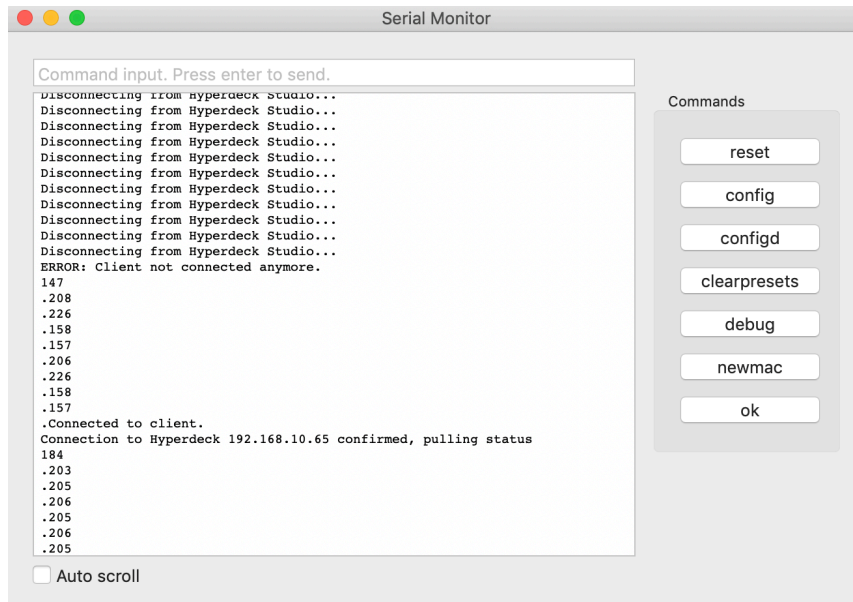 Serial Monitor
Command input. Press enter to send.
Disconnecting from Hyperdeck Studio...
Disconnecting from Hyperdeck Studio...
Disconnecting from Hyperdeck Studio...
Disconnecting from Hyperdeck Studio...
Disconnecting from Hyperdeck Studio...
Disconnecting from Hyperdeck Studio...
Disconnecting from Hyperdeck Studio...
Disconnecting from Hyperdeck Studio...
Disconnecting from Hyperdeck Studio...
Disconnecting from Hyperdeck Studio...
Disconnecting from Hyperdeck Studio...
ERROR: Client not connected anymore.
147
.208
.226
.158
.157
.206
.226
.158
.157
.Connected to client.
Connection to Hyperdeck 192.168.10.65 confirmed, pulling status
184
.203
.205
.206
.205
.206
.205
Auto scroll
Commands
reset
config
configd
clearpresets
debug
newmac
ok